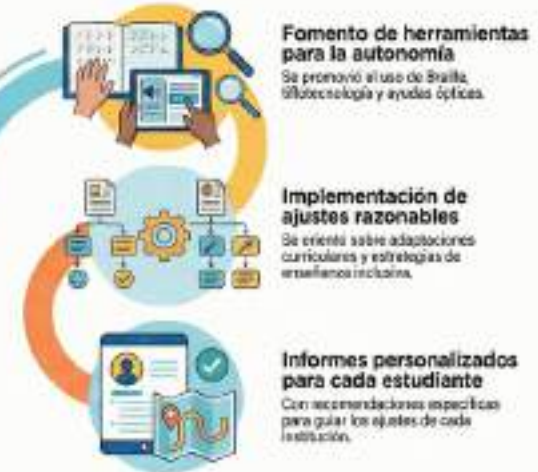 Fomento de herramientas
para la autonomía
Se promovió el uso de Braille,
tiflotecnología y ayudas ópticas.
Implementación de
ajustes razonables
Se orientó sobre adaptaciones
curriculares y estrategias de
enseñanza inclusiva.
Informes personalizados
para cada estudiante
Con recomendaciones específicas
para guiar los ajustes de cada
institución.